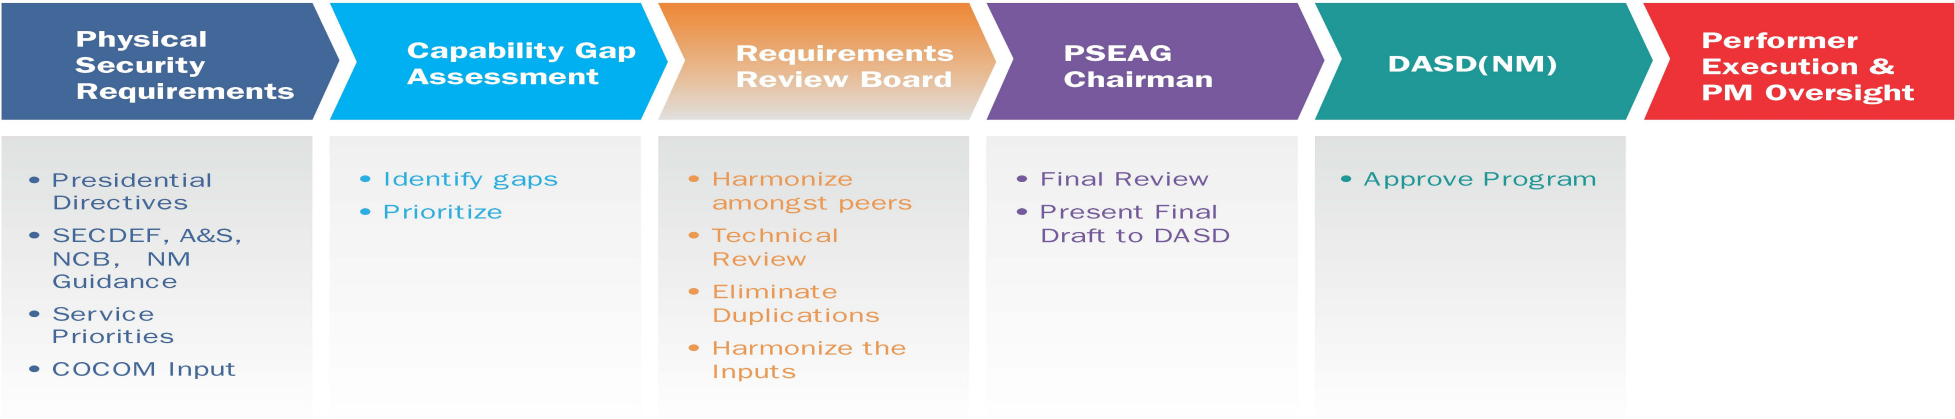 Physical
Security
Requirements
Capability Gap
Assessment
Requirements
Review Board
PSEAG
Chairman
DASD(NM)
Performer
Execution &
PM Oversight
• Presidential
Directives
• SECDEF, A&S,
NCB, NM
Guidance
• Service
Priorities
• COCOM Input
• Identify gaps
• Prioritize
• Harmonize
amongst peers
• Technical
Review
• Eliminate
Duplications
• Harmonize the
Inputs
• Final Review
• Present Final
Draft to DASD
• Approve Program